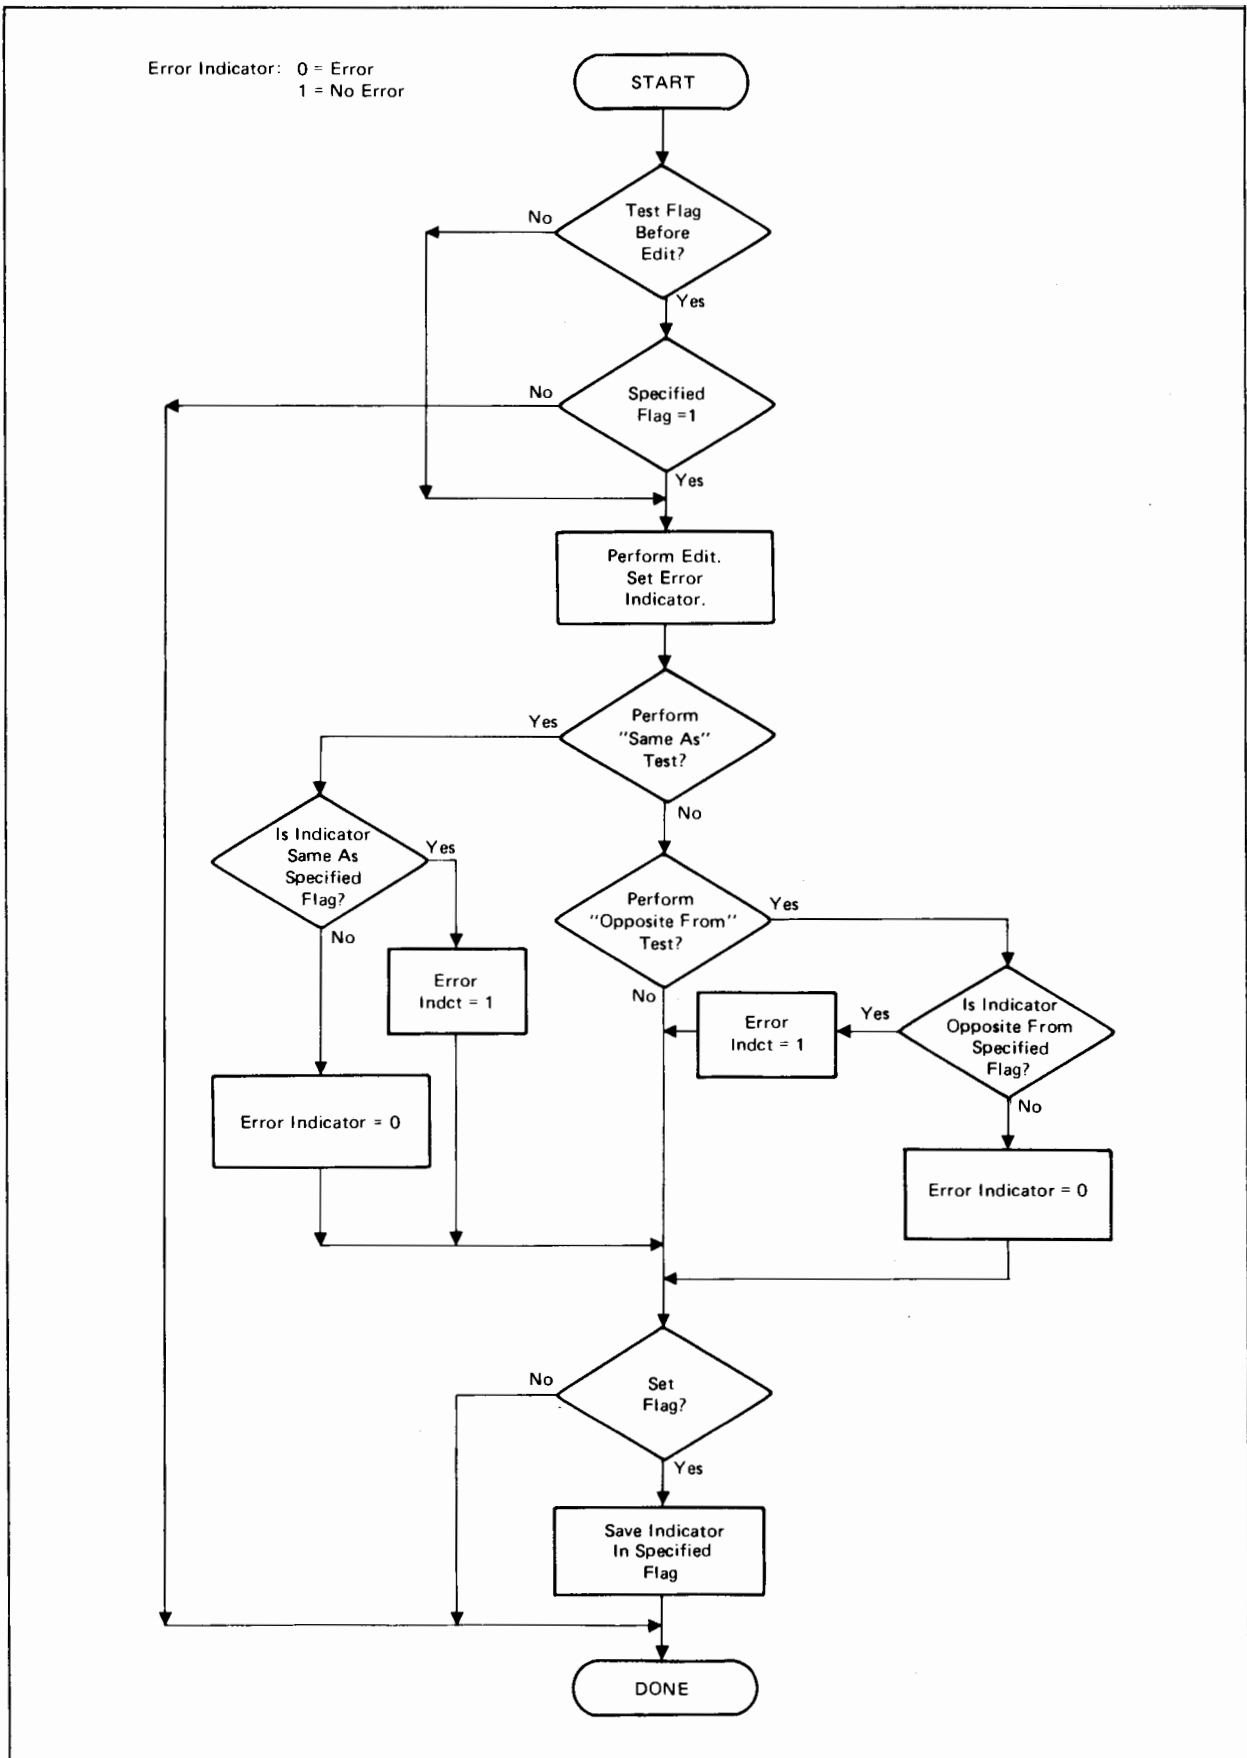 Error Indicator: 0 = Error
1 = No Error
START
Test Flag
Before
Edit?
No
Yes
Specified
Flag =1
No
Yes
Perform Edit.
Set Error
Indicator.
Perform
"Same As"
Test?
Yes
No
Is Indicator
Same As
Specified
Flag?
Yes
No
Perform
"Opposite From"
Test?
Yes
No
Error
Indct = 1
Error
Indct = 1
Yes
Is Indicator
Opposite From
Specified
Flag?
No
Error Indicator = 0
Error Indicator = 0
Set
Flag?
No
Yes
Save Indicator
In Specified
Flag
DONE